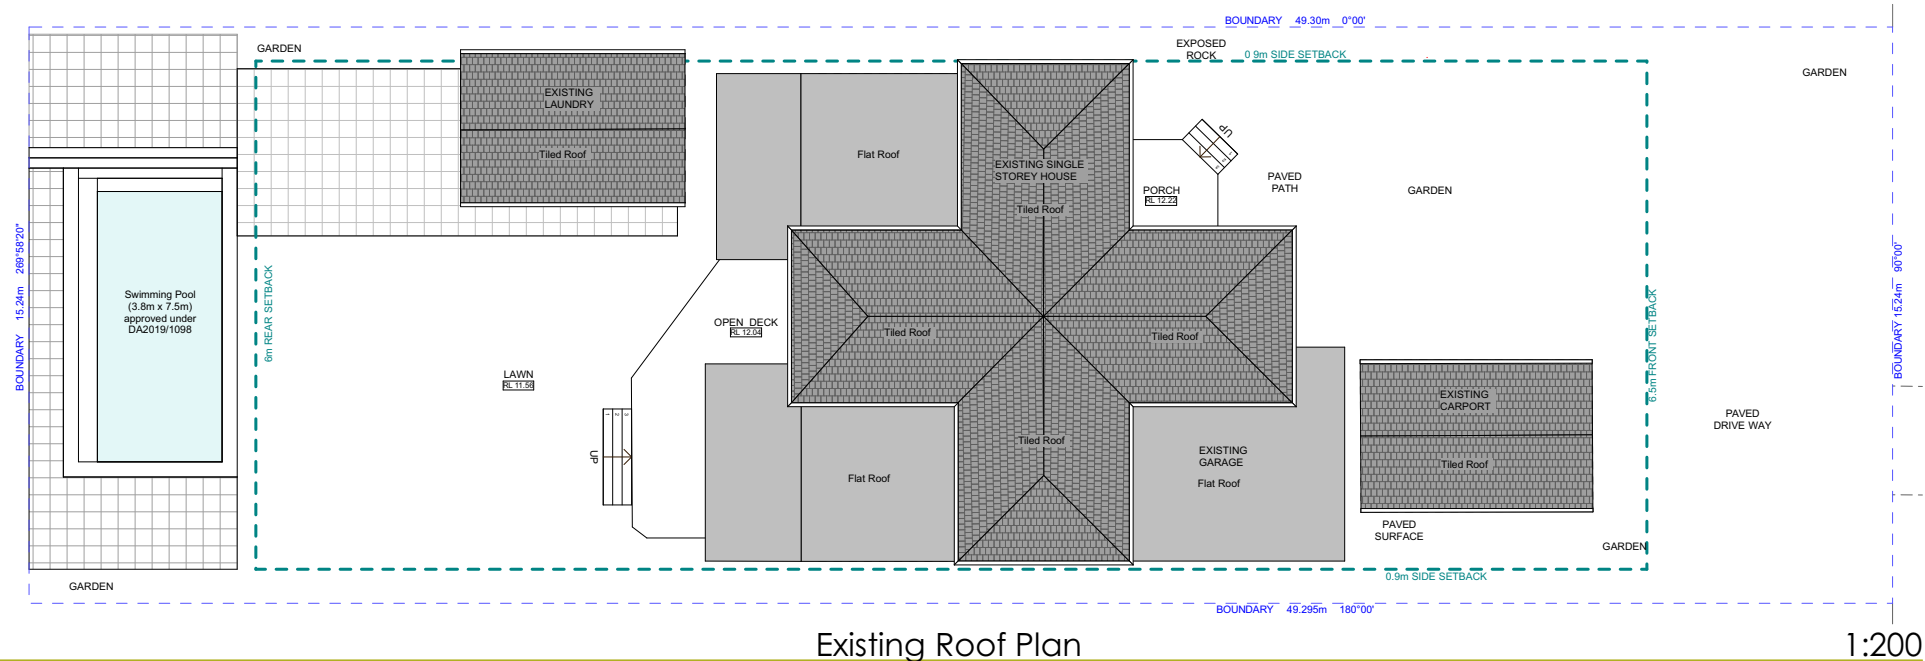 BOUNDARY 49.30m 0°00'
GARDEN
EXPOSED
ROCK
0.9m SIDE SETBACK
GARDEN
EXISTING
LAUNDRY
Tiled Roof
Flat Roof
EXISTING SINGLE
STOREY HOUSE
Tiled Roof
UP
PORCH
RL 12.22
PAVED
PATH
GARDEN
BOUNDARY 15.24m 269°58'20"
Swimming Pool
(3.8m x 7.5m)
approved under
DA2019/1098
6m REAR SETBACK
OPEN DECK
RL 12.04
Tiled Roof
Tiled Roof
6.5m FRONT SETBACK
BOUNDARY 15.24m 90°00'
LAWN
RL 11.56
1 2 3
UP
Tiled Roof
Flat Roof
EXISTING
GARAGE
Flat Roof
EXISTING
CARPORT
Tiled Roof
PAVED
DRIVE WAY
PAVED
SURFACE
GARDEN
GARDEN
0.9m SIDE SETBACK
BOUNDARY 49.295m 180°00'
Existing Roof Plan
1:200